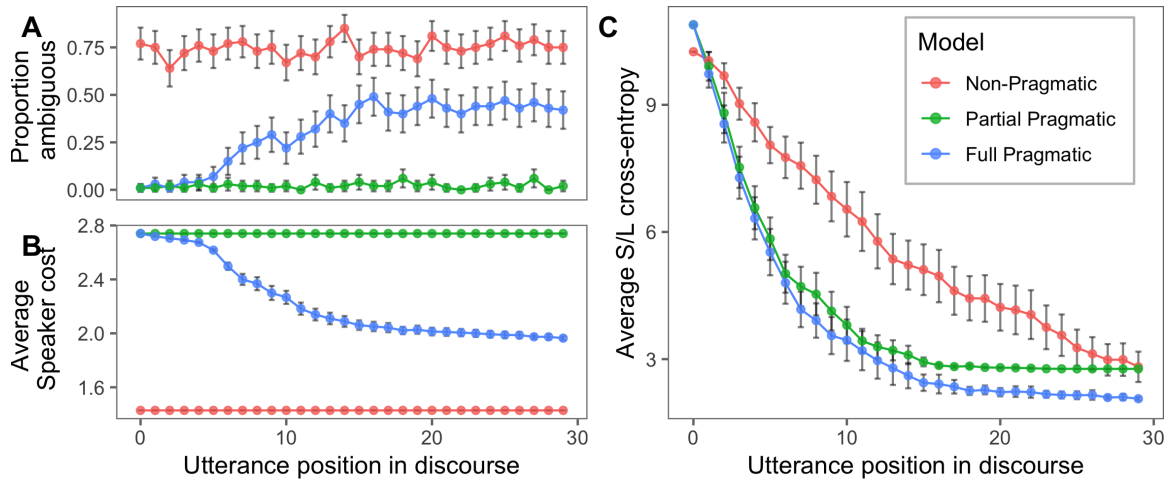 A
Proportion
ambiguous
0.75
0.50
0.25
0.00
B
Average
Speaker cost
2.8
2.4
2.0
1.6
0
10
20
30
Utterance position in discourse
C
Average S/L cross-entropy
9
6
3
0
10
20
30
Utterance position in discourse
Model
Non-Pragmatic
Partial Pragmatic
Full Pragmatic